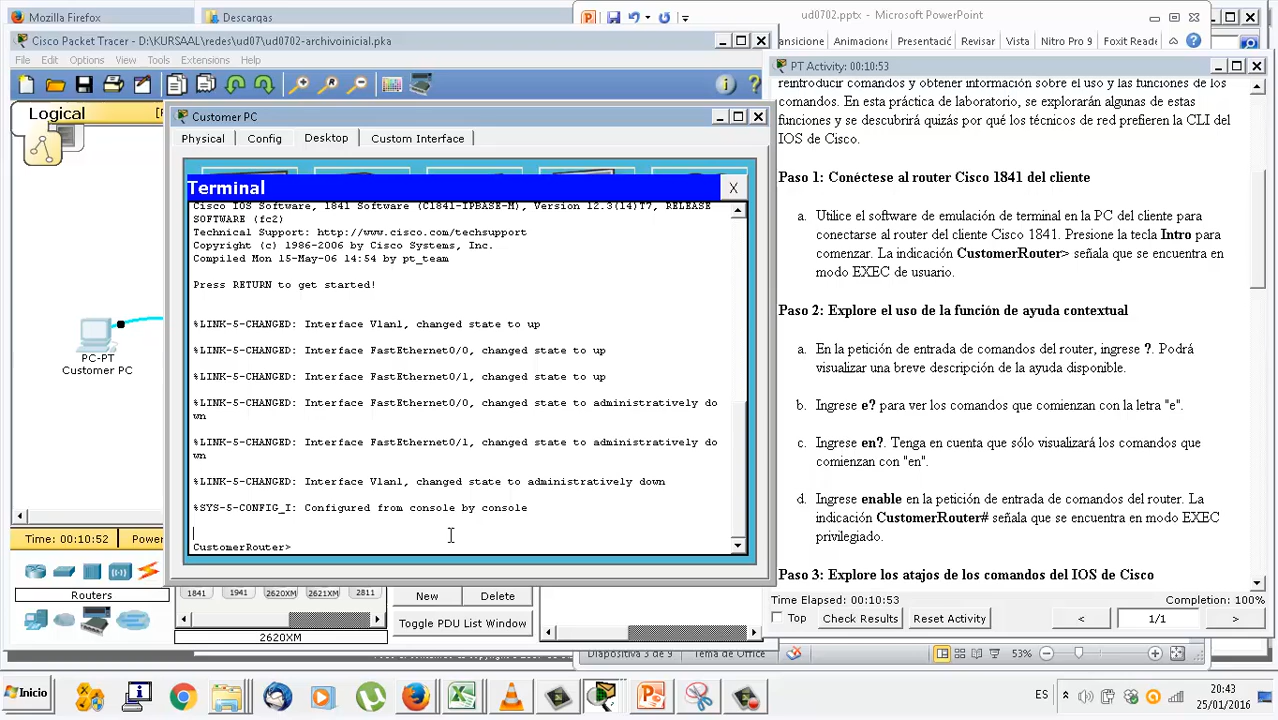 Mozilla Firefox
Descargas
ud0702.pptx - Microsoft PowerPoint
Cisco Packet Tracer - D:\KURSAAL\redes\ud07\ud0702-archivoinicial.pka
ansicione Animacione Presentació Revisar Vista Nitro Pro 9 Foxit Reade
File Edit Options View Tools Extensions Help
PT Activity: 00:10:53
Logical
Customer PC
Physical Config Desktop Custom Interface
Terminal
X
Cisco IOS Software, 1841 Software (C1841-IPBASE-M), Version 12.3(14)T7, RELEASE
SOFTWARE (fc2)
Technical Support: http://www.cisco.com/techsupport
Copyright (c) 1986-2006 by Cisco Systems, Inc.
Compiled Mon 15-May-06 14:54 by pt_team
Press RETURN to get started!
%LINK-5-CHANGED: Interface Vlan1, changed state to up
%LINK-5-CHANGED: Interface FastEthernet0/0, changed state to up
%LINK-5-CHANGED: Interface FastEthernet0/1, changed state to up
%LINK-5-CHANGED: Interface FastEthernet0/0, changed state to administratively do
wn
%LINK-5-CHANGED: Interface FastEthernet0/1, changed state to administratively do
wn
%LINK-5-CHANGED: Interface Vlan1, changed state to administratively down
%SYS-5-CONFIG_I: Configured from console by console
CustomerRouter>
PC-PT
Customer PC
reintroducir comandos y obtener información sobre el uso y las funciones de los
comandos. En esta práctica de laboratorio, se explorarán algunas de estas
funciones y se descubrirá quizás por qué los técnicos de red prefieren la CLI del
IOS de Cisco.
Paso 1: Conéctese al router Cisco 1841 del cliente
a. Utilice el software de emulación de terminal en la PC del cliente para
conectarse al router del cliente Cisco 1841. Presione la tecla Intro para
comenzar. La indicación CustomerRouter> señala que se encuentra en
modo EXEC de usuario.
Paso 2: Explore el uso de la función de ayuda contextual
a. En la petición de entrada de comandos del router, ingrese ?. Podrá
visualizar una breve descripción de la ayuda disponible.
b. Ingrese e? para ver los comandos que comienzan con la letra "e".
c. Ingrese en?. Tenga en cuenta que sólo visualizará los comandos que
comienzan con "en".
d. Ingrese enable en la petición de entrada de comandos del router. La
indicación CustomerRouter# señala que se encuentra en modo EXEC
privilegiado.
Paso 3: Explore los atajos de los comandos del IOS de Cisco
Time Elapsed: 00:10:53 Completion: 100%
Top Check Results Reset Activity < 1/1 >
Time: 00:10:52 Power
Routers
1841 1941 2620XM 2621XM 2811
2620XM
New Delete
Toggle PDU List Window
Diapositiva 3 de 9 Tema de Office 53%
Inicio
ES
20:43
25/01/2016